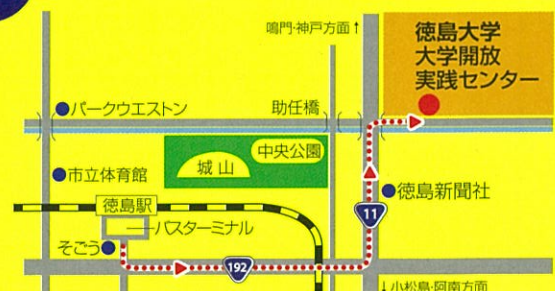 鳴門・神戸方面↑
徳島大学
大学開放
実践センター
パークウエストン
助任橋
中央公園
城山
市立体育館
徳島新聞社
徳島駅
11
バスターミナル
そごう
192
↓小松島・阿南方面